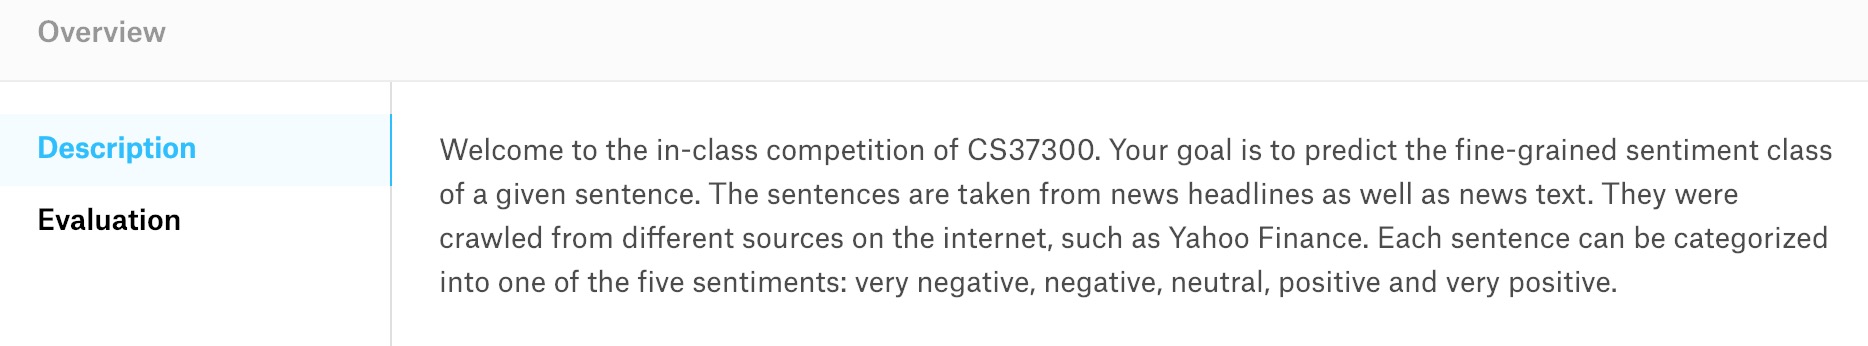 Overview
Description
Evaluation
Welcome to the in-class competition of CS37300. Your goal is to predict the fine-grained sentiment class
of a given sentence. The sentences are taken from news headlines as well as news text. They were
crawled from different sources on the internet, such as Yahoo Finance. Each sentence can be categorized
into one of the five sentiments: very negative, negative, neutral, positive and very positive.